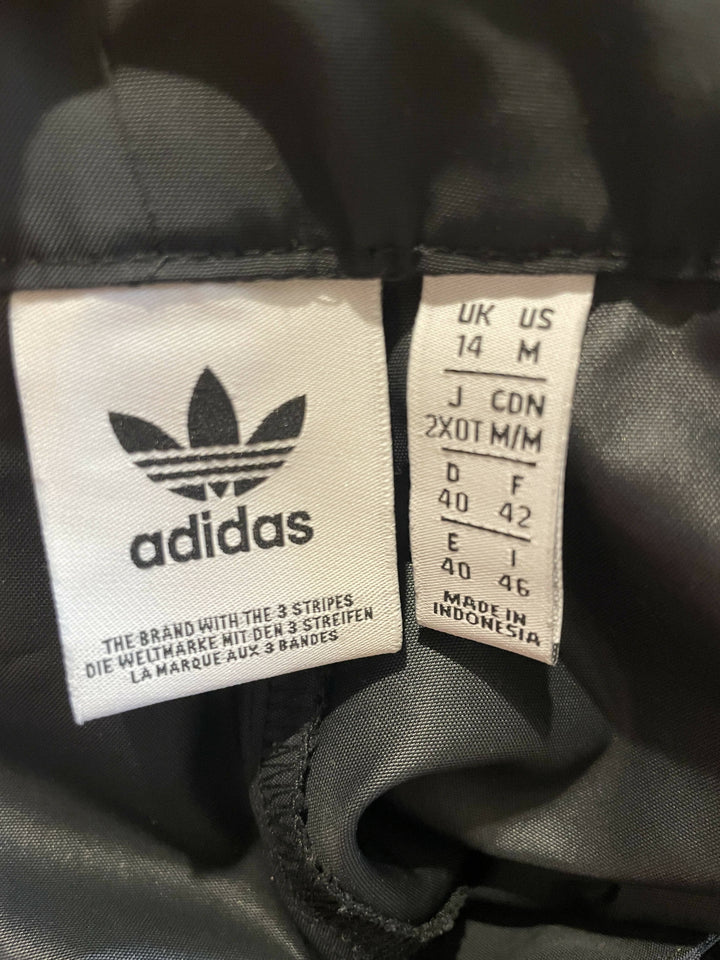 adidas
THE BRAND WITH THE 3 STRIPES
DIE WELTMARKE MIT DEN 3 STREIFEN
LA MARQUE AUX 3 BANDES
UK US
14 M
J CDN
2XOT M/M
D F
40 42
E I
40 46
MADE IN
INDONESIA